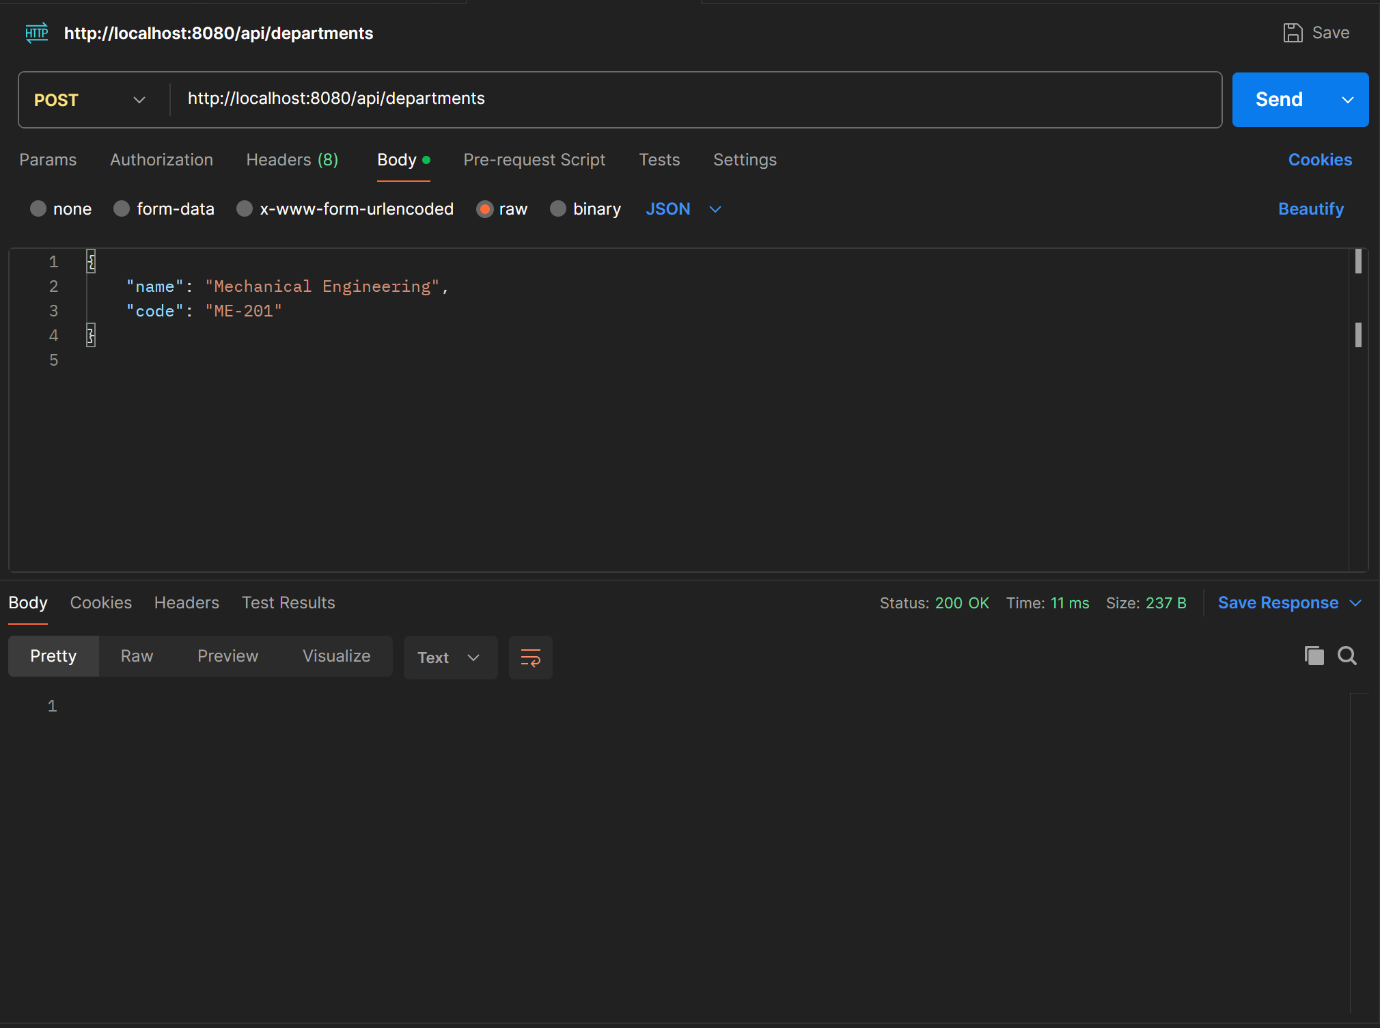 HTTP http://localhost:8080/api/departments Save
POST http://localhost:8080/api/departments Send
Params Authorization Headers (8) Body Pre-request Script Tests Settings Cookies
none form-data x-www-form-urlencoded raw binary JSON Beautify
1 {
2 "name": "Mechanical Engineering",
3 "code": "ME-201"
4 }
5
Body Cookies Headers Test Results Status: 200 OK Time: 11 ms Size: 237 B Save Response
Pretty Raw Preview Visualize Text
1